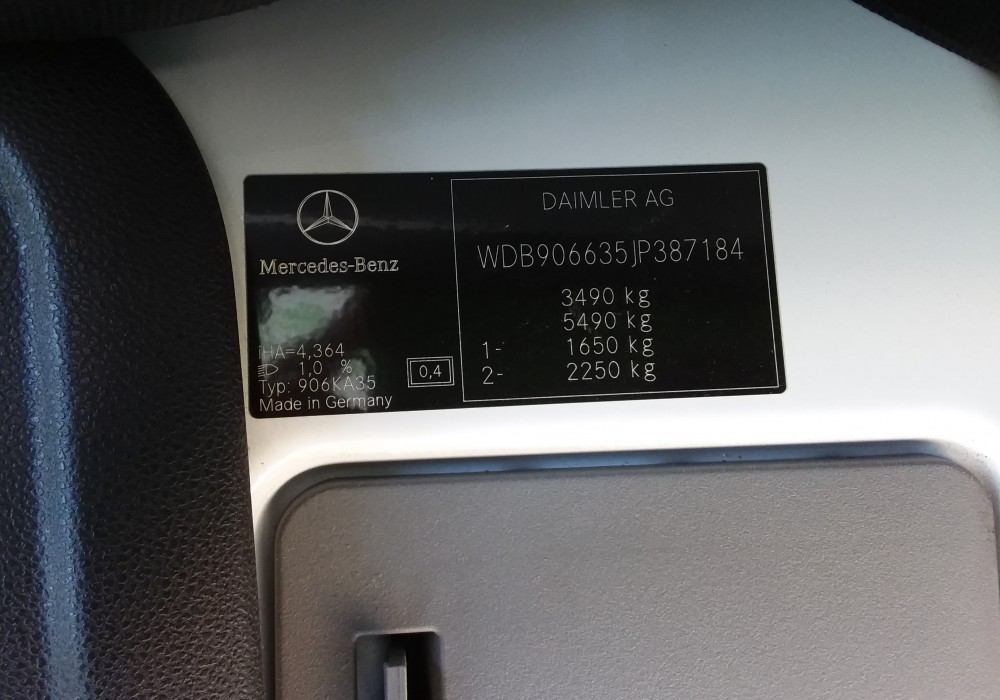 Mercedes-Benz
iHA=4,364
1,0 %
Typ: 906KA35
Made in Germany
0,4
DAIMLER AG
WDB906635JP387184
3490 kg
5490 kg
1- 1650 kg
2- 2250 kg